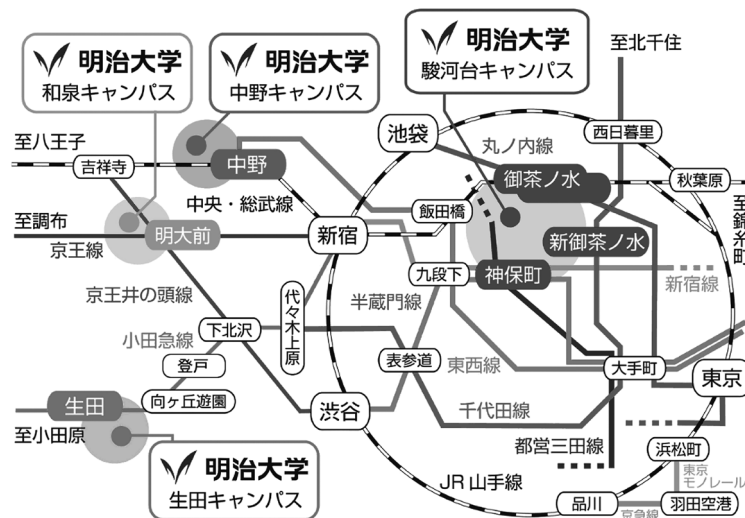 明治大学
和泉キャンパス
明治大学
中野キャンパス
明治大学
駿河台キャンパス
至北千住
至八王子
吉祥寺
中野
池袋
丸ノ内線
西日暮里
御茶ノ水
秋葉原
中央・総武線
飯田橋
至錦糸町
至調布
京王線
明大前
新宿
新御茶ノ水
九段下
神保町
新宿線
京王井の頭線
代々木上原
半蔵門線
小田急線
下北沢
登戸
表参道
東西線
大手町
東京
生田
向ヶ丘遊園
渋谷
千代田線
至小田原
都営三田線
浜松町
明治大学
生田キャンパス
JR山手線
東京
モノレール
品川
京急線
羽田空港